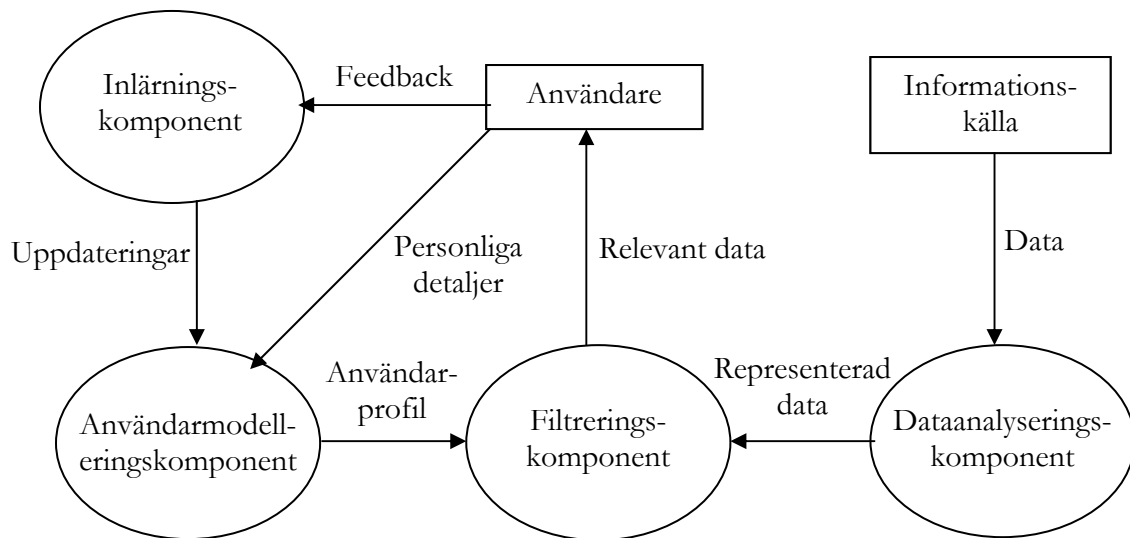 Inlärnings-
komponent
Feedback
Användare
Informations-
källa
Uppdateringar
Personliga
detaljer
Relevant data
Data
Användarmodell-
eringskomponent
Användar-
profil
Filtrerings-
komponent
Representerad
data
Dataanalyserings-
komponent